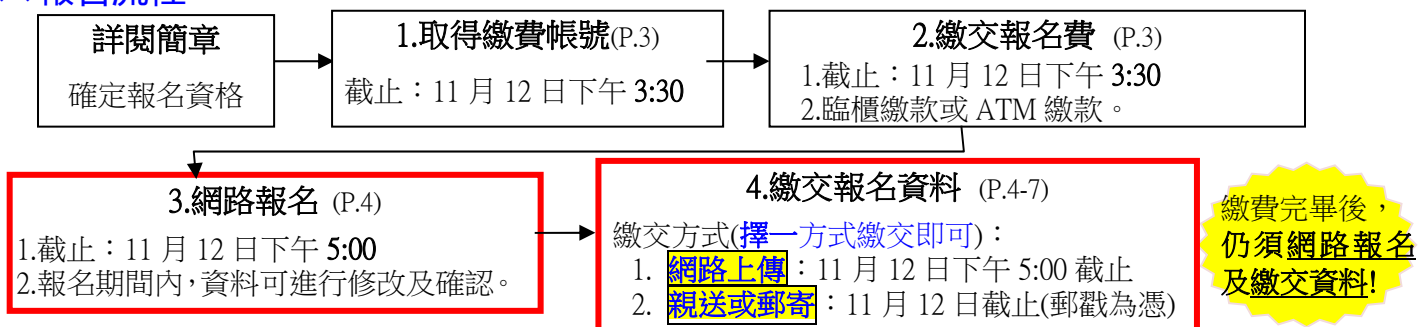 報名流程
詳閱簡章
確定報名資格
1.取得繳費帳號(P.3)
截止：11 月 12 日下午 3:30
2.繳交報名費 (P.3)
1.截止：11 月 12 日下午 3:30
2.臨櫃繳款或 ATM 繳款。
3.網路報名 (P.4)
1.截止：11 月 12 日下午 5:00
2.報名期間內，資料可進行修改及確認。
4.繳交報名資料 (P.4-7)
繳交方式(擇一方式繳交即可)：
1. 網路上傳：11 月 12 日下午 5:00 截止
2. 親送或郵寄：11 月 12 日截止(郵戳為憑)
繳費完畢後，
仍須網路報名
及繳交資料!